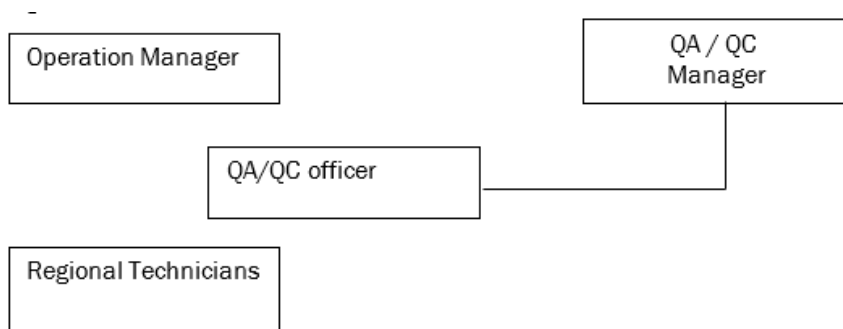 Operation Manager
QA / QC
Manager
QA/QC officer
Regional Technicians